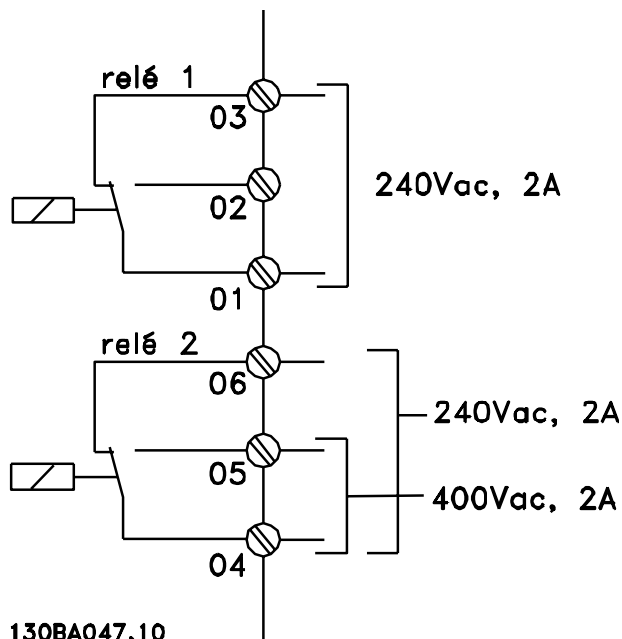 relé 1
03
02
240Vac, 2A
01
relé 2
06
240Vac, 2A
05
400Vac, 2A
04
130BA047.10